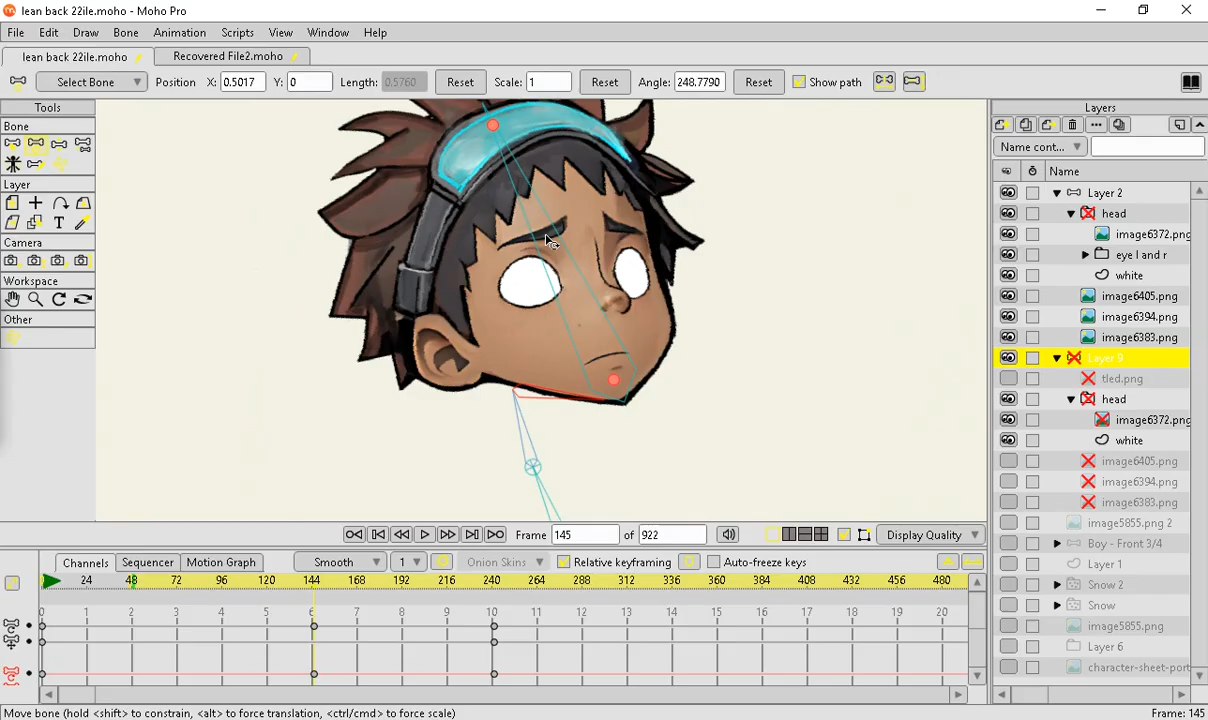 lean back 22ile.moho - Moho Pro
File Edit Draw Bone Animation Scripts View Window Help
lean back 22ile.moho Recovered File2.moho
Select Bone Position X: 0.5017 Y: 0 Length: 0.5760 Reset Scale: 1 Reset Angle: 248.7790 Reset Show path
Tools
Bone
Layer
T
Camera
Workspace
Other
Layers
Name cont...
Name
Layer 2
head
image6372.png
eye l and r
white
image6405.png
image6394.png
image6383.png
Layer 9
tled.png
head
image6372.png
white
image6405.png
image6394.png
image6383.png
image5855.png 2
Boy - Front 3/4
Layer 1
Snow 2
Snow
image5855.png
Layer 6
character-sheet-port
Frame 145 of 922 Display Quality
Channels Sequencer Motion Graph Smooth 1 Onion Skins Relative keyframing Auto-freeze keys
24 48 72 96 120 144 168 192 216 240 264 288 312 336 360 384 408 432 456 480
0 1 2 3 4 5 6 7 8 9 10 11 12 13 14 15 16 17 18 19 20
Move bone (hold <shift> to constrain, <alt> to force translation, <ctrl/cmd> to force scale) Frame: 145